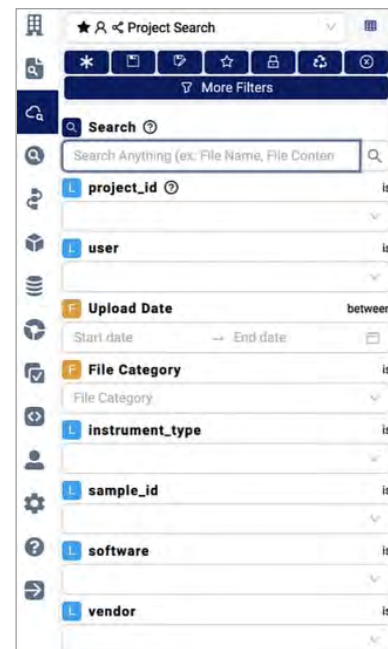 Project Search
More Filters
Search
Search Anything (ex: File Name, File Conten
L project_id is
L user is
F Upload Date between
Start date → End date
F File Category is
File Category
L instrument_type is
L sample_id is
L software is
L vendor is